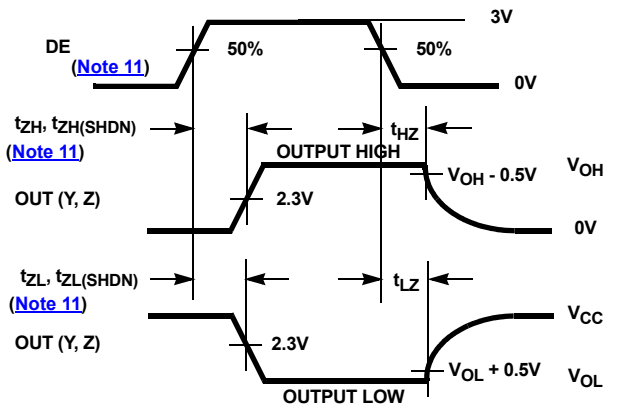 3V
DE
50%
50%
(Note 11)
0V
tZH, tZH(SHDN)
tHZ
(Note 11)
OUTPUT HIGH
VOH - 0.5V
VOH
OUT (Y, Z)
2.3V
0V
tZL, tZL(SHDN)
tLZ
(Note 11)
VCC
OUT (Y, Z)
2.3V
VOL + 0.5V
VOL
OUTPUT LOW